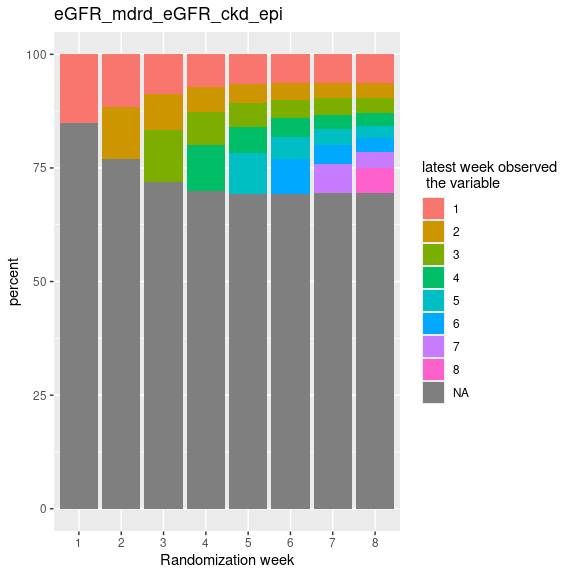 eGFR_mdrd_eGFR_ckd_epi
100
75
50
25
0
percent
1 2 3 4 5 6 7 8
Randomization week
latest week observed
the variable
1
2
3
4
5
6
7
8
NA